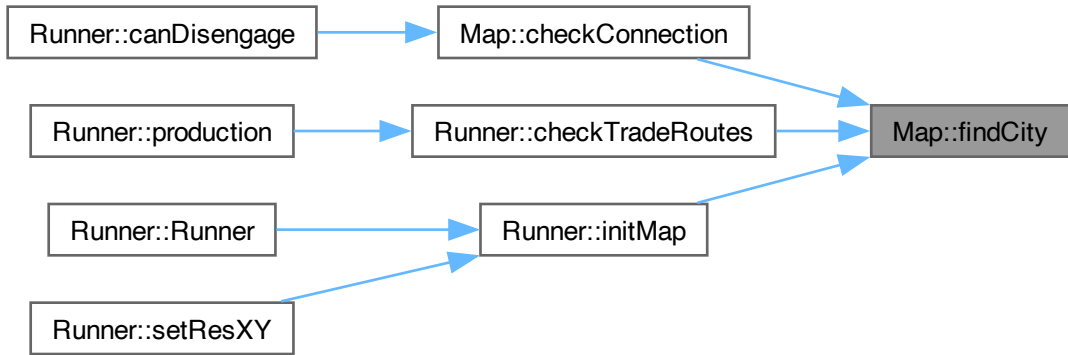 Runner::canDisengage
Map::checkConnection
Runner::production
Runner::checkTradeRoutes
Map::findCity
Runner::Runner
Runner::initMap
Runner::setResXY